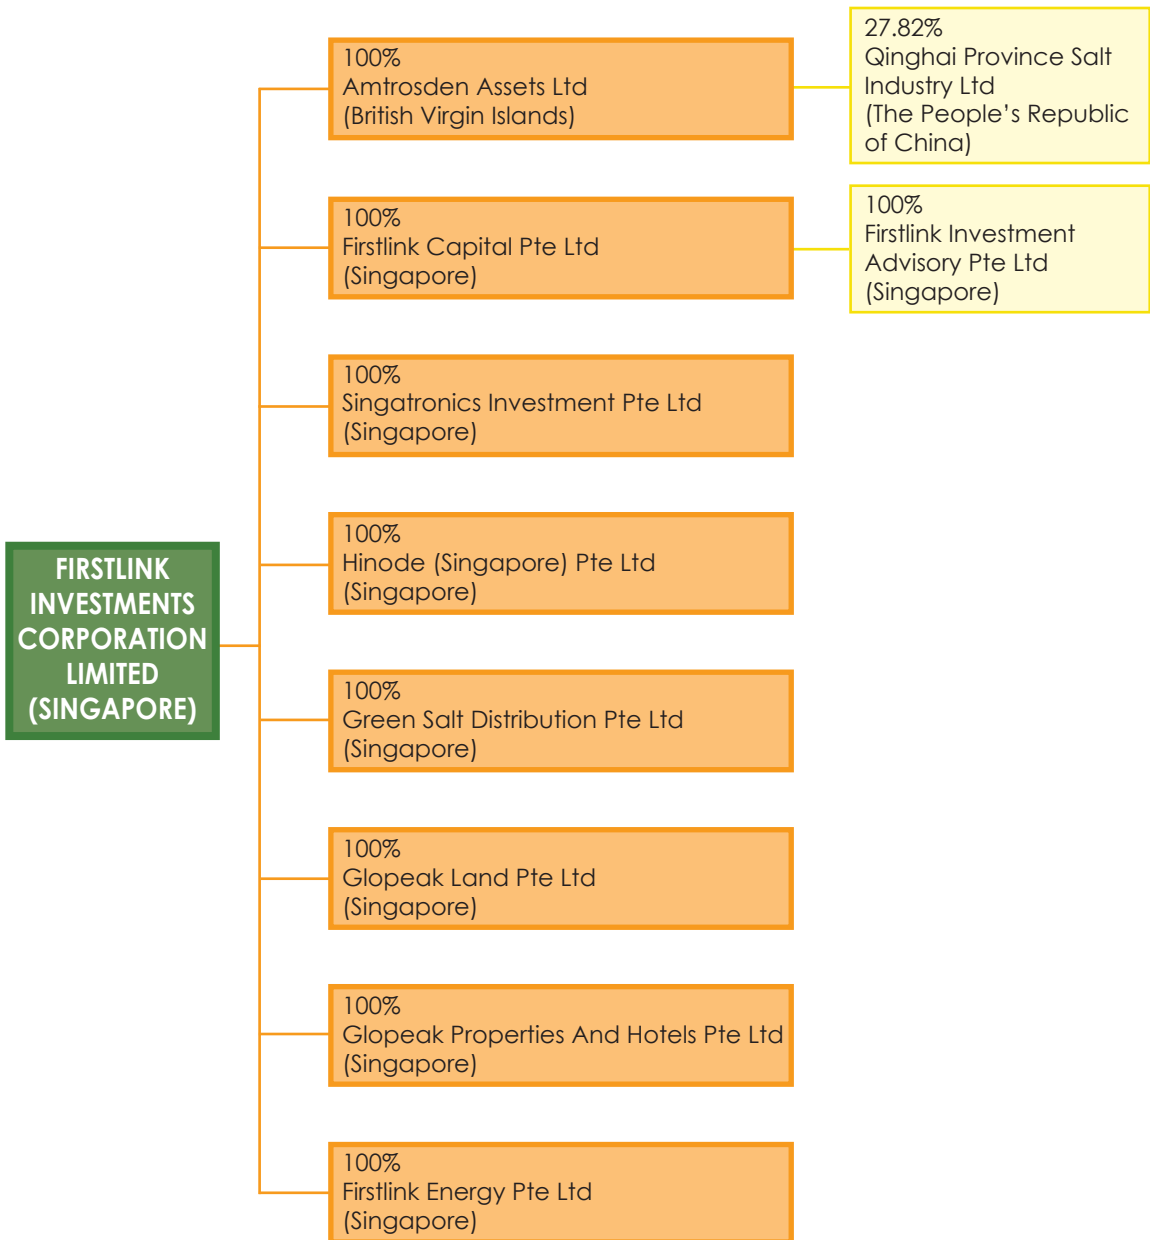 FIRSTLINK
INVESTMENTS
CORPORATION
LIMITED
(SINGAPORE)
100%
Amtrosden Assets Ltd
(British Virgin Islands)
27.82%
Qinghai Province Salt
Industry Ltd
(The People’s Republic
of China)
100%
Firstlink Capital Pte Ltd
(Singapore)
100%
Firstlink Investment
Advisory Pte Ltd
(Singapore)
100%
Singatronics Investment Pte Ltd
(Singapore)
100%
Hinode (Singapore) Pte Ltd
(Singapore)
100%
Green Salt Distribution Pte Ltd
(Singapore)
100%
Glopeak Land Pte Ltd
(Singapore)
100%
Glopeak Properties And Hotels Pte Ltd
(Singapore)
100%
Firstlink Energy Pte Ltd
(Singapore)